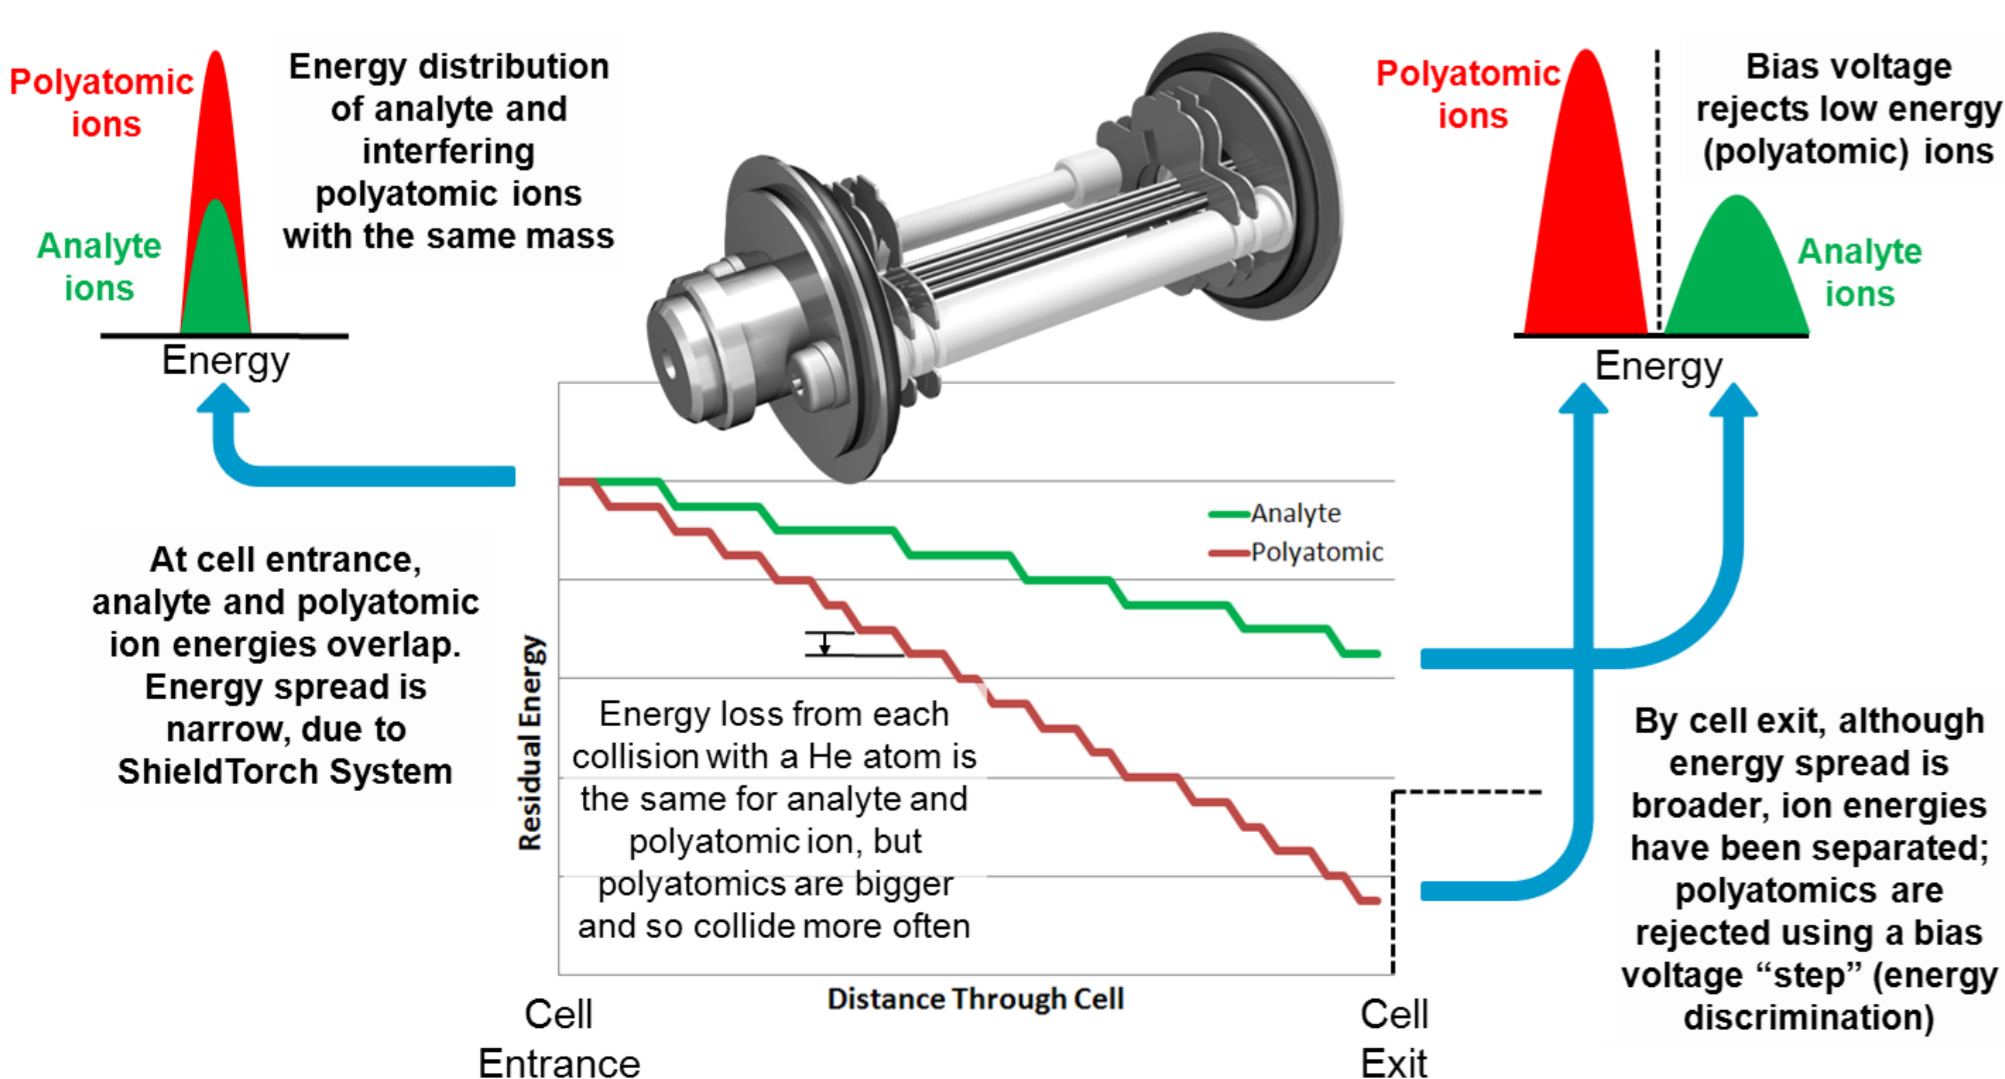 Polyatomic
ions
Analyte
ions
Energy
Energy distribution
of analyte and
interfering
polyatomic ions
with the same mass
Polyatomic
ions
Bias voltage
rejects low energy
(polyatomic) ions
Analyte
ions
Energy
At cell entrance,
analyte and polyatomic
ion energies overlap.
Energy spread is
narrow, due to
ShieldTorch System
Analyte
Polyatomic
Residual Energy
Energy loss from each
collision with a He atom is
the same for analyte and
polyatomic ion, but
polyatomics are bigger
and so collide more often
Distance Through Cell
Cell
Entrance
Cell
Exit
By cell exit, although
energy spread is
broader, ion energies
have been separated;
polyatomics are
rejected using a bias
voltage “step” (energy
discrimination)